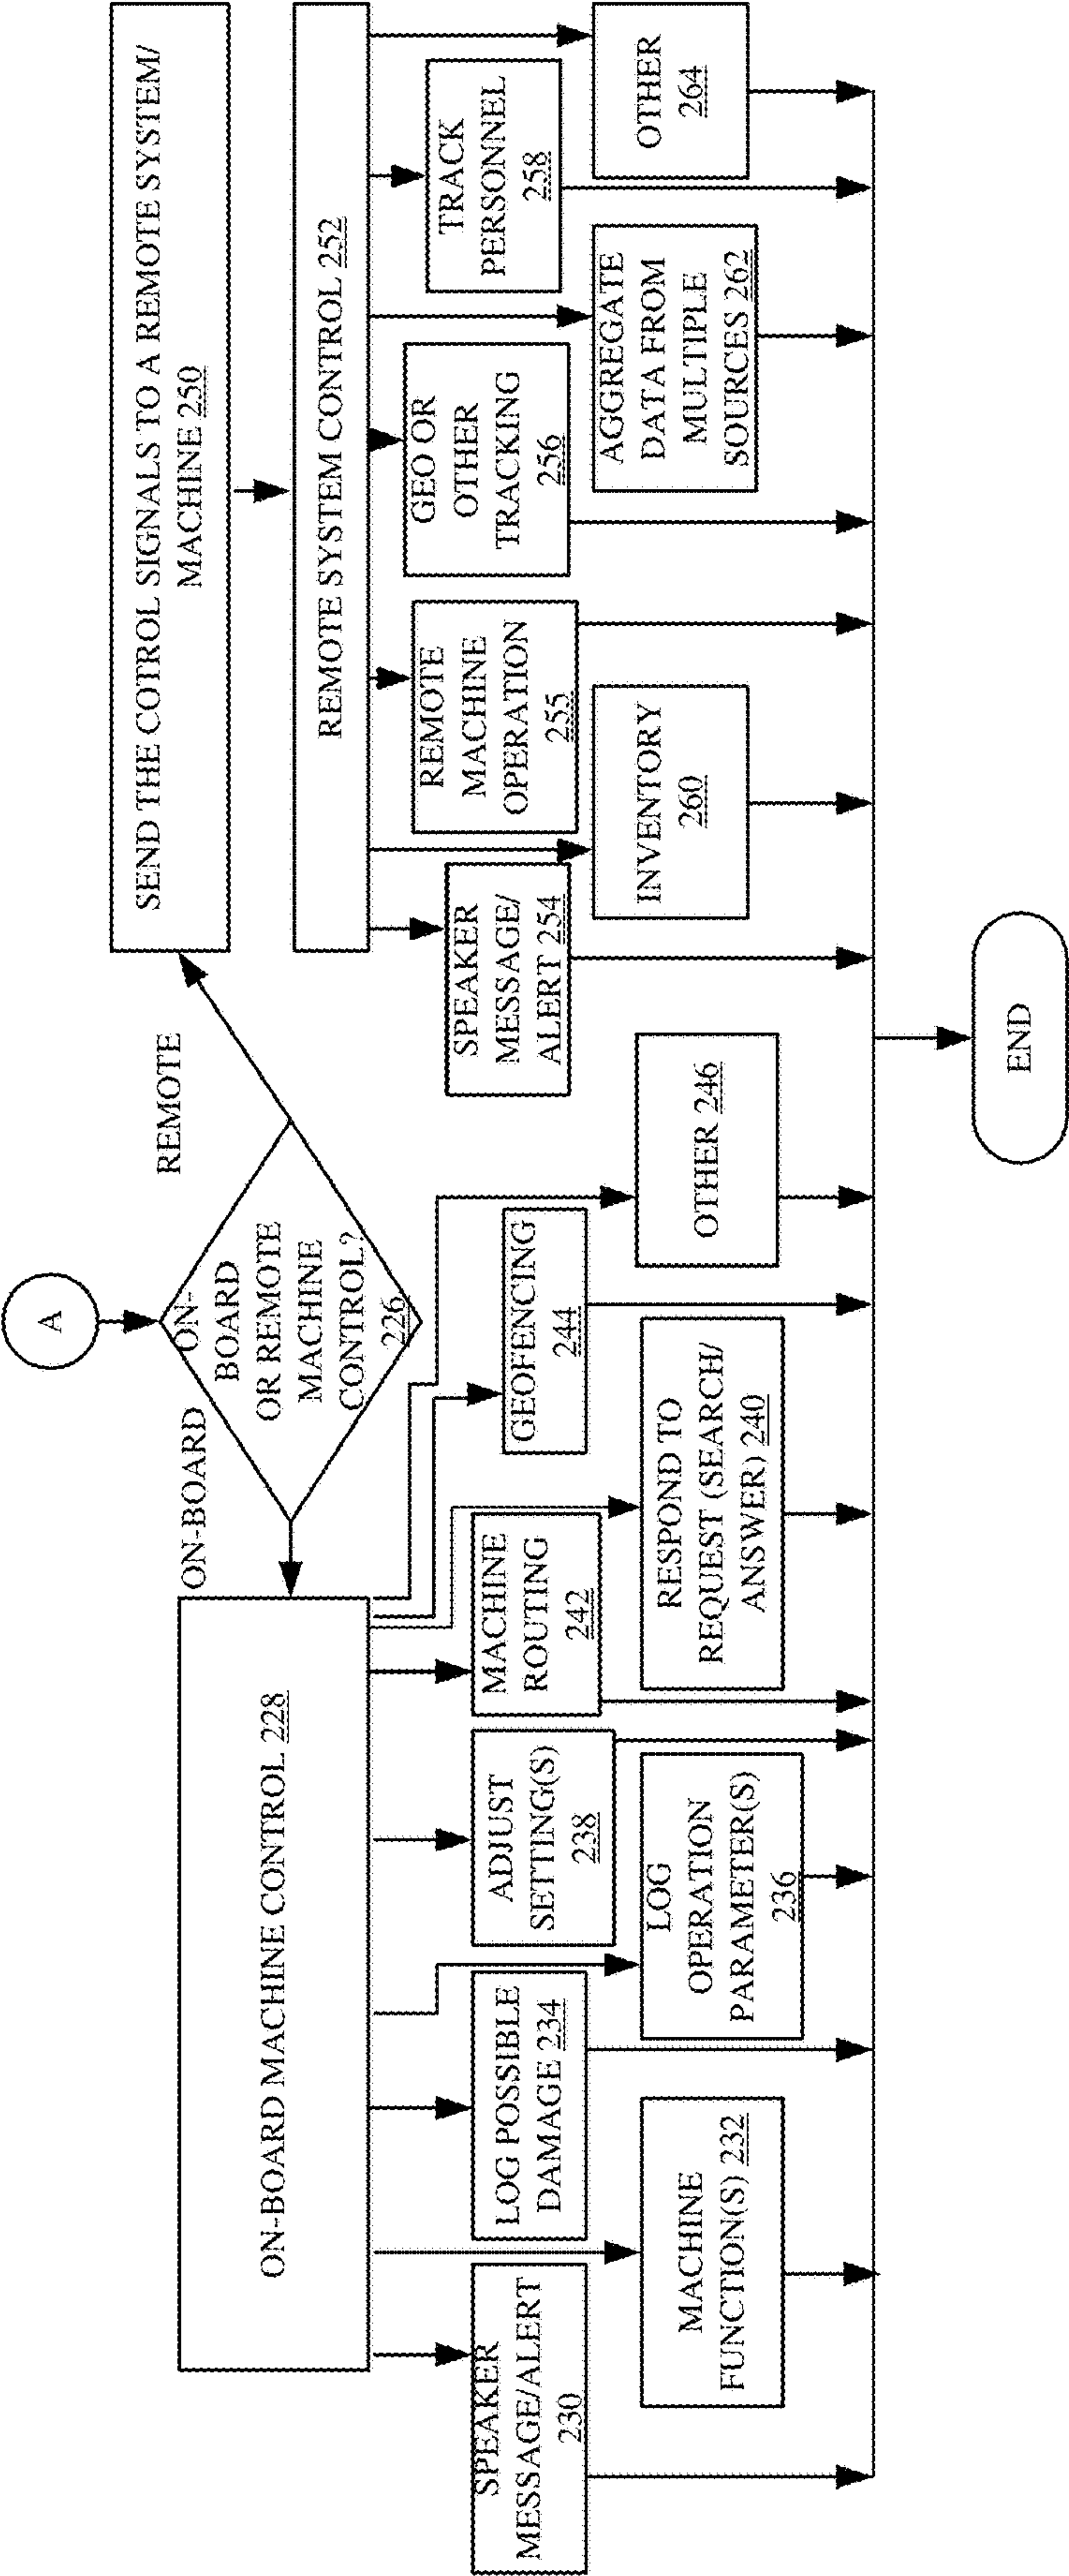 A
ON-
BOARD
OR REMOTE
MACHINE
CONTROL?
226
ON-BOARD
REMOTE
ON-BOARD MACHINE CONTROL 228
SPEAKER
MESSAGE/ALERT
230
MACHINE
FUNCTION(S) 232
LOG POSSIBLE
DAMAGE 234
LOG
OPERATION
PARAMETER(S)
236
ADJUST
SETTING(S)
238
MACHINE
ROUTING
242
RESPOND TO
REQUEST (SEARCH/
ANSWER) 240
GEOFENCING
244
OTHER 246
SEND THE COTROL SIGNALS TO A REMOTE SYSTEM/
MACHINE 250
REMOTE SYSTEM CONTROL 252
SPEAKER
MESSAGE/
ALERT 254
INVENTORY
260
REMOTE
MACHINE
OPERATION
255
GEO OR
OTHER
TRACKING
256
AGGREGATE
DATA FROM
MULTIPLE
SOURCES 262
TRACK
PERSONNEL
258
OTHER
264
END